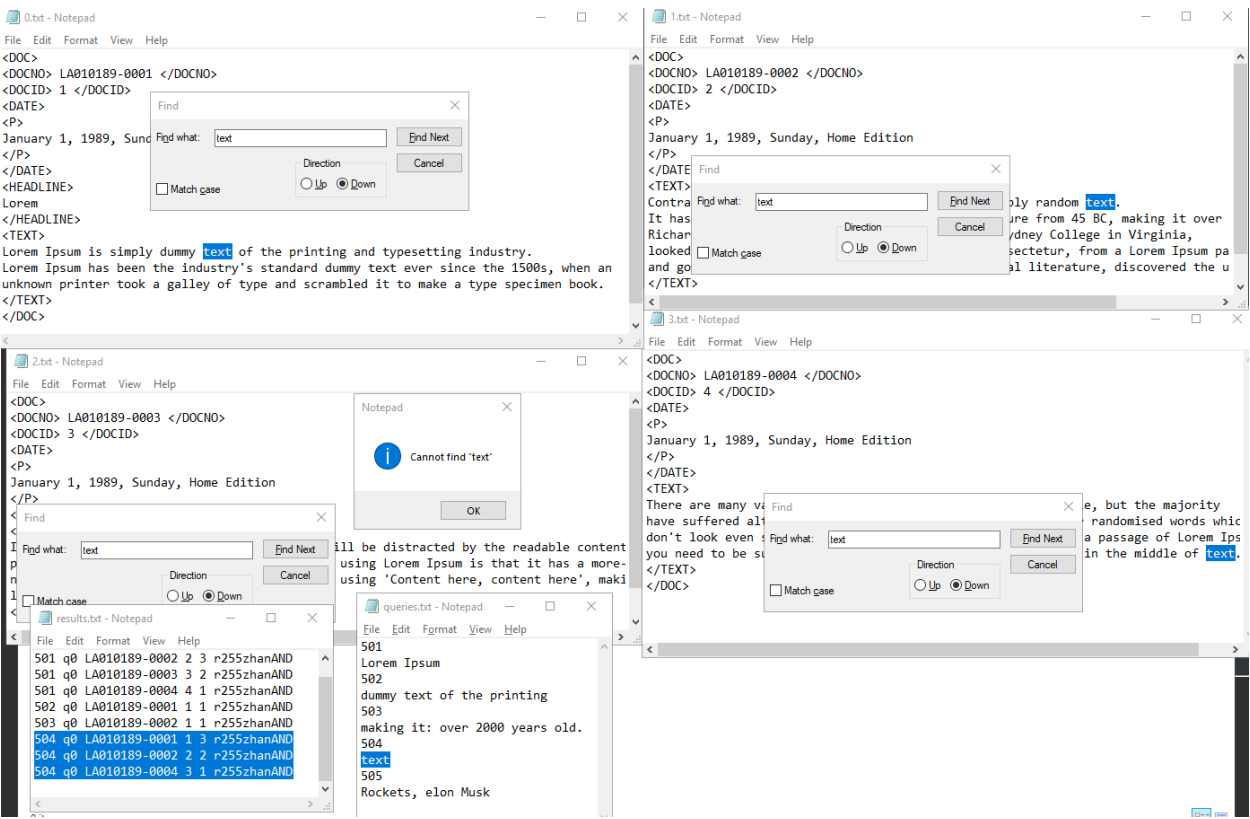 0.txt - Notepad
File Edit Format View Help
<DOC>
<DOCNO> LA010189-0001 </DOCNO>
<DOCID> 1 </DOCID>
<DATE>
<P>
January 1, 1989, Sund
</P>
</DATE>
<HEADLINE>
Lorem
</HEADLINE>
<TEXT>
Lorem Ipsum is simply dummy text of the printing and typesetting industry.
Lorem Ipsum has been the industry's standard dummy text ever since the 1500s, when an
unknown printer took a galley of type and scrambled it to make a type specimen book.
</TEXT>
</DOC>
Find
Find what: text
Find Next
Direction
Cancel
Match case
Up Down
1.txt - Notepad
File Edit Format View Help
<DOC>
<DOCNO> LA010189-0002 </DOCNO>
<DOCID> 2 </DOCID>
<DATE>
<P>
January 1, 1989, Sunday, Home Edition
</P>
</DATE
<TEXT>
Contra ply random text.
It has ure from 45 BC, making it over
Richar ydney College in Virginia,
looked sectetur, from a Lorem Ipsum pa
and go al literature, discovered the u
</TEXT>
Find
Find what: text
Find Next
Direction
Cancel
Match case
Up Down
2.txt - Notepad
File Edit Format View Help
<DOC>
<DOCNO> LA010189-0003 </DOCNO>
<DOCID> 3 </DOCID>
<DATE>
<P>
January 1, 1989, Sunday, Home Edition
</P>
ill be distracted by the readable content
using Lorem Ipsum is that it has a more-
using 'Content here, content here', maki
Notepad
Cannot find "text"
OK
Find
Find what: text
Find Next
Direction
Cancel
Match case
Up Down
3.txt - Notepad
File Edit Format View Help
<DOC>
<DOCNO> LA010189-0004 </DOCNO>
<DOCID> 4 </DOCID>
<DATE>
<P>
January 1, 1989, Sunday, Home Edition
</P>
</DATE>
<TEXT>
There are many va e, but the majority
have suffered alt randomised words whic
don't look even s a passage of Lorem Ips
you need to be su in the middle of text.
</TEXT>
</DOC>
Find
Find what: text
Find Next
Direction
Cancel
Match case
Up Down
results.txt - Notepad
File Edit Format View Help
501 q0 LA010189-0002 2 3 r255zhanAND
501 q0 LA010189-0003 3 2 r255zhanAND
501 q0 LA010189-0004 4 1 r255zhanAND
502 q0 LA010189-0001 1 1 r255zhanAND
503 q0 LA010189-0002 1 1 r255zhanAND
504 q0 LA010189-0001 1 3 r255zhanAND
504 q0 LA010189-0002 2 2 r255zhanAND
504 q0 LA010189-0004 3 1 r255zhanAND
queries.txt - Notepad
File Edit Format View Help
501
Lorem Ipsum
502
dummy text of the printing
503
making it: over 2000 years old.
504
text
505
Rockets, elon Musk